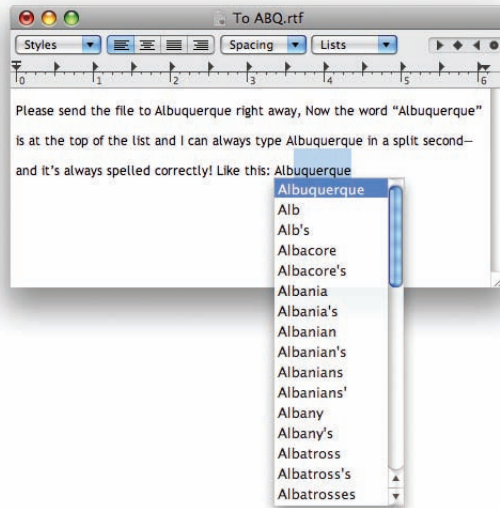 To ABQ.rtf
Styles Spacing Lists
0 1 2 3 4 5 6
Please send the file to Albuquerque right away, Now the word “Albuquerque”
is at the top of the list and I can always type Albuquerque in a split second—
and it’s always spelled correctly! Like this: Albuquerque
Albuquerque
Alb
Alb's
Albacore
Albacore's
Albania
Albania's
Albanian
Albanian's
Albanians
Albanians'
Albany
Albany's
Albatross
Albatross's
Albatrosses